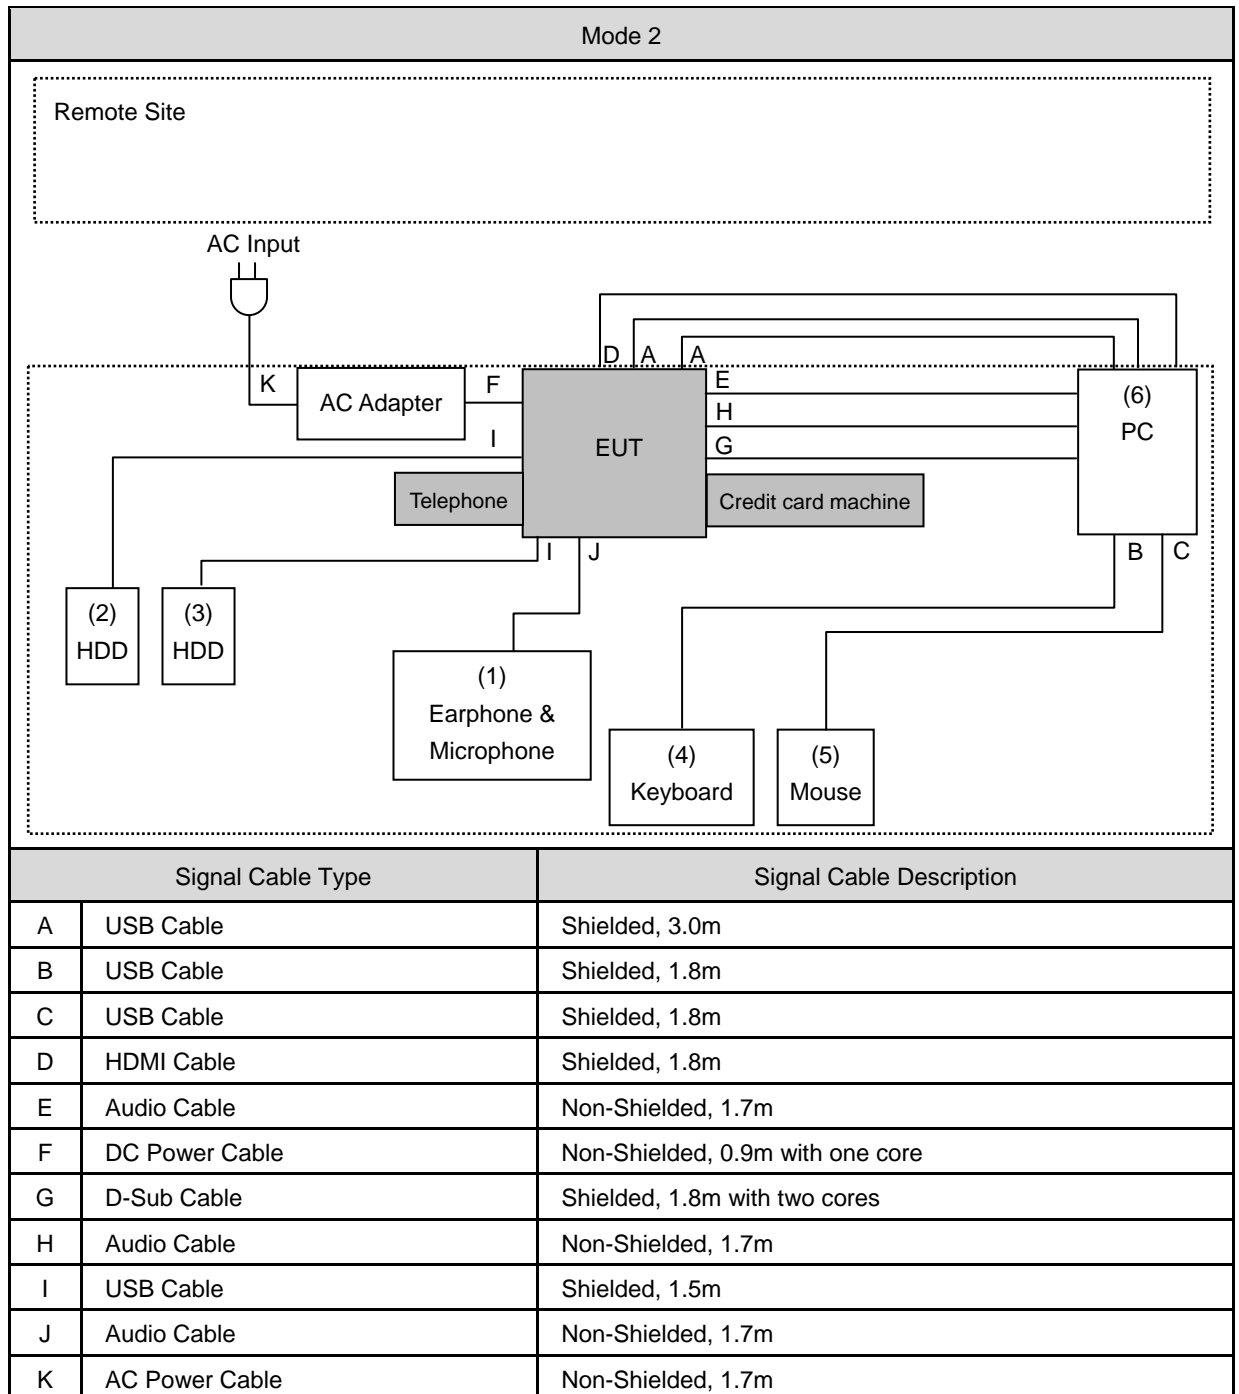 Mode 2
Remote Site
AC Input
D A A
K
AC Adapter
F
E
(6)
PC
H
I
EUT
G
Telephone
Credit card machine
I J
B C
(2)
HDD
(3)
HDD
(1)
Earphone &
Microphone
(4)
Keyboard
(5)
Mouse
Signal Cable Type Signal Cable Description
A USB Cable Shielded, 3.0m
B USB Cable Shielded, 1.8m
C USB Cable Shielded, 1.8m
D HDMI Cable Shielded, 1.8m
E Audio Cable Non-Shielded, 1.7m
F DC Power Cable Non-Shielded, 0.9m with one core
G D-Sub Cable Shielded, 1.8m with two cores
H Audio Cable Non-Shielded, 1.7m
I USB Cable Shielded, 1.5m
J Audio Cable Non-Shielded, 1.7m
K AC Power Cable Non-Shielded, 1.7m